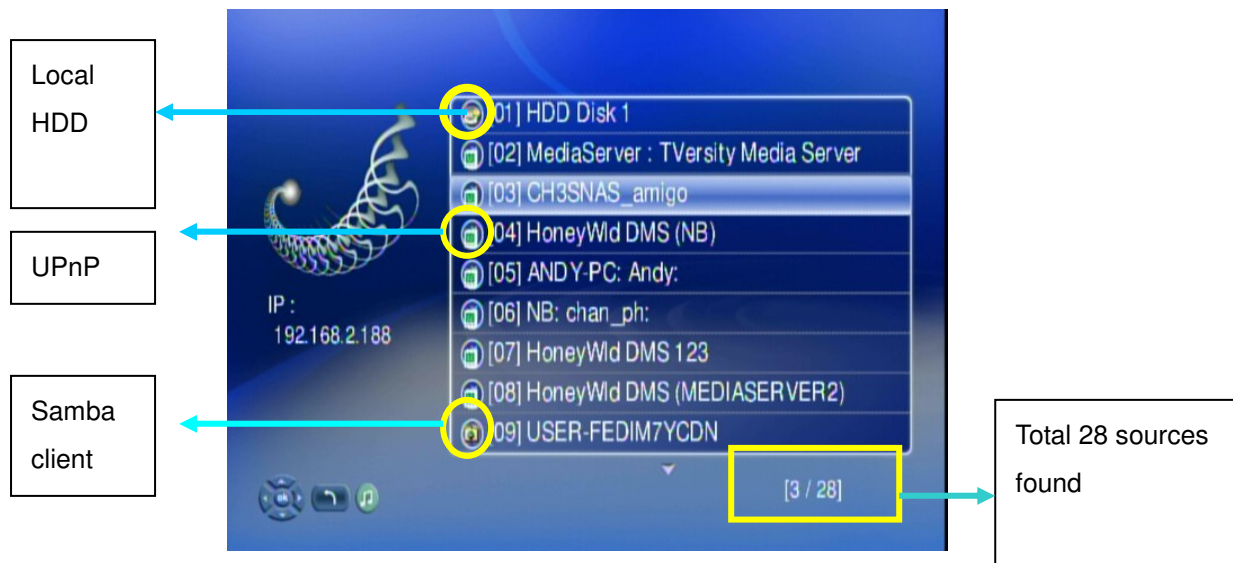 Local
HDD
UPnP
Samba
client
[01] HDD Disk 1
[02] MediaServer : TVersity Media Server
[03] CH3SNAS_amigo
[04] HoneyWld DMS (NB)
[05] ANDY-PC: Andy:
[06] NB: chan_ph:
[07] HoneyWld DMS 123
[08] HoneyWld DMS (MEDIASERVER2)
[09] USER-FEDIM7YCDN
IP :
192.168.2.188
ok
[3 / 28]
Total 28 sources
found